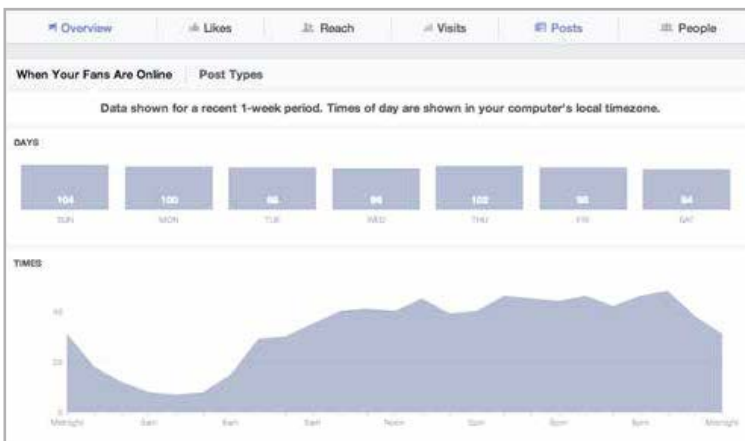 Overview Likes Reach Visits Posts People
When Your Fans Are Online Post Types
Data shown for a recent 1-week period. Times of day are shown in your computer's local timezone.
DAYS
104 100 102
SUN MON TUE WED THU FRI SAT
TIMES
Midnight Noon Midnight